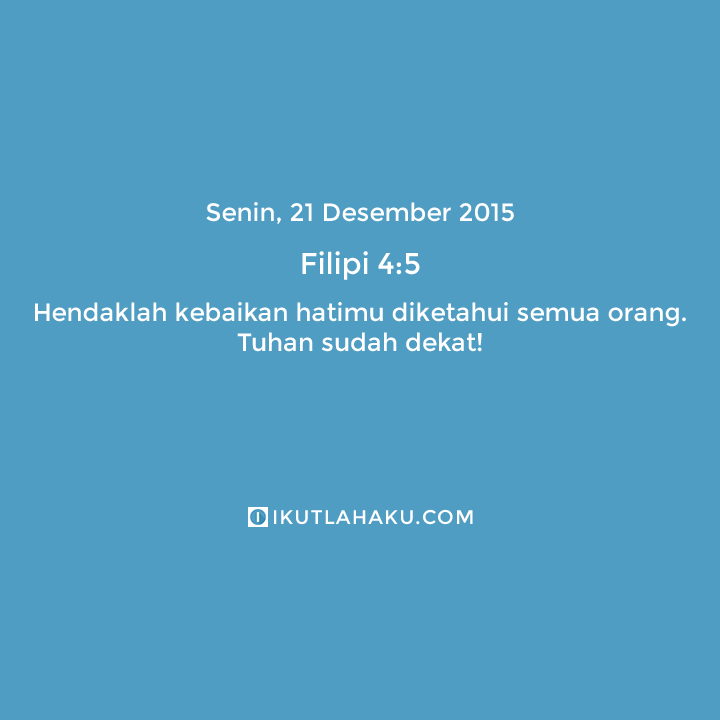 Senin, 21 Desember 2015
Filipi 4:5
Hendaklah kebaikan hatimu diketahui semua orang.
Tuhan sudah dekat!
IKUTLAHAKU.COM